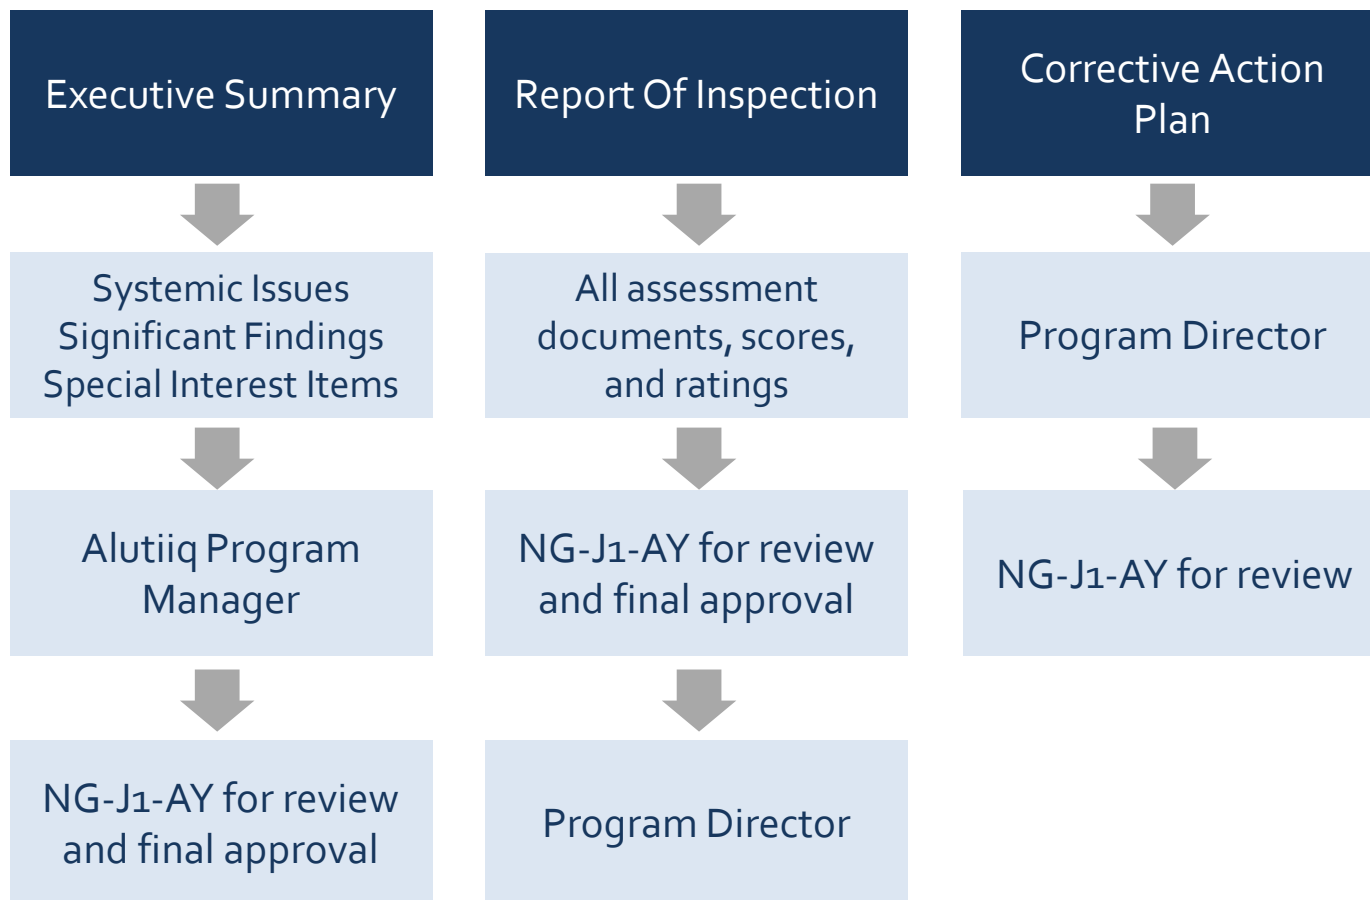 Executive Summary
Systemic Issues
Significant Findings
Special Interest Items
Alutiiq Program
Manager
NG-J1-AY for review
and final approval
Report Of Inspection
All assessment
documents, scores,
and ratings
NG-J1-AY for review
and final approval
Program Director
Corrective Action
Plan
Program Director
NG-J1-AY for review